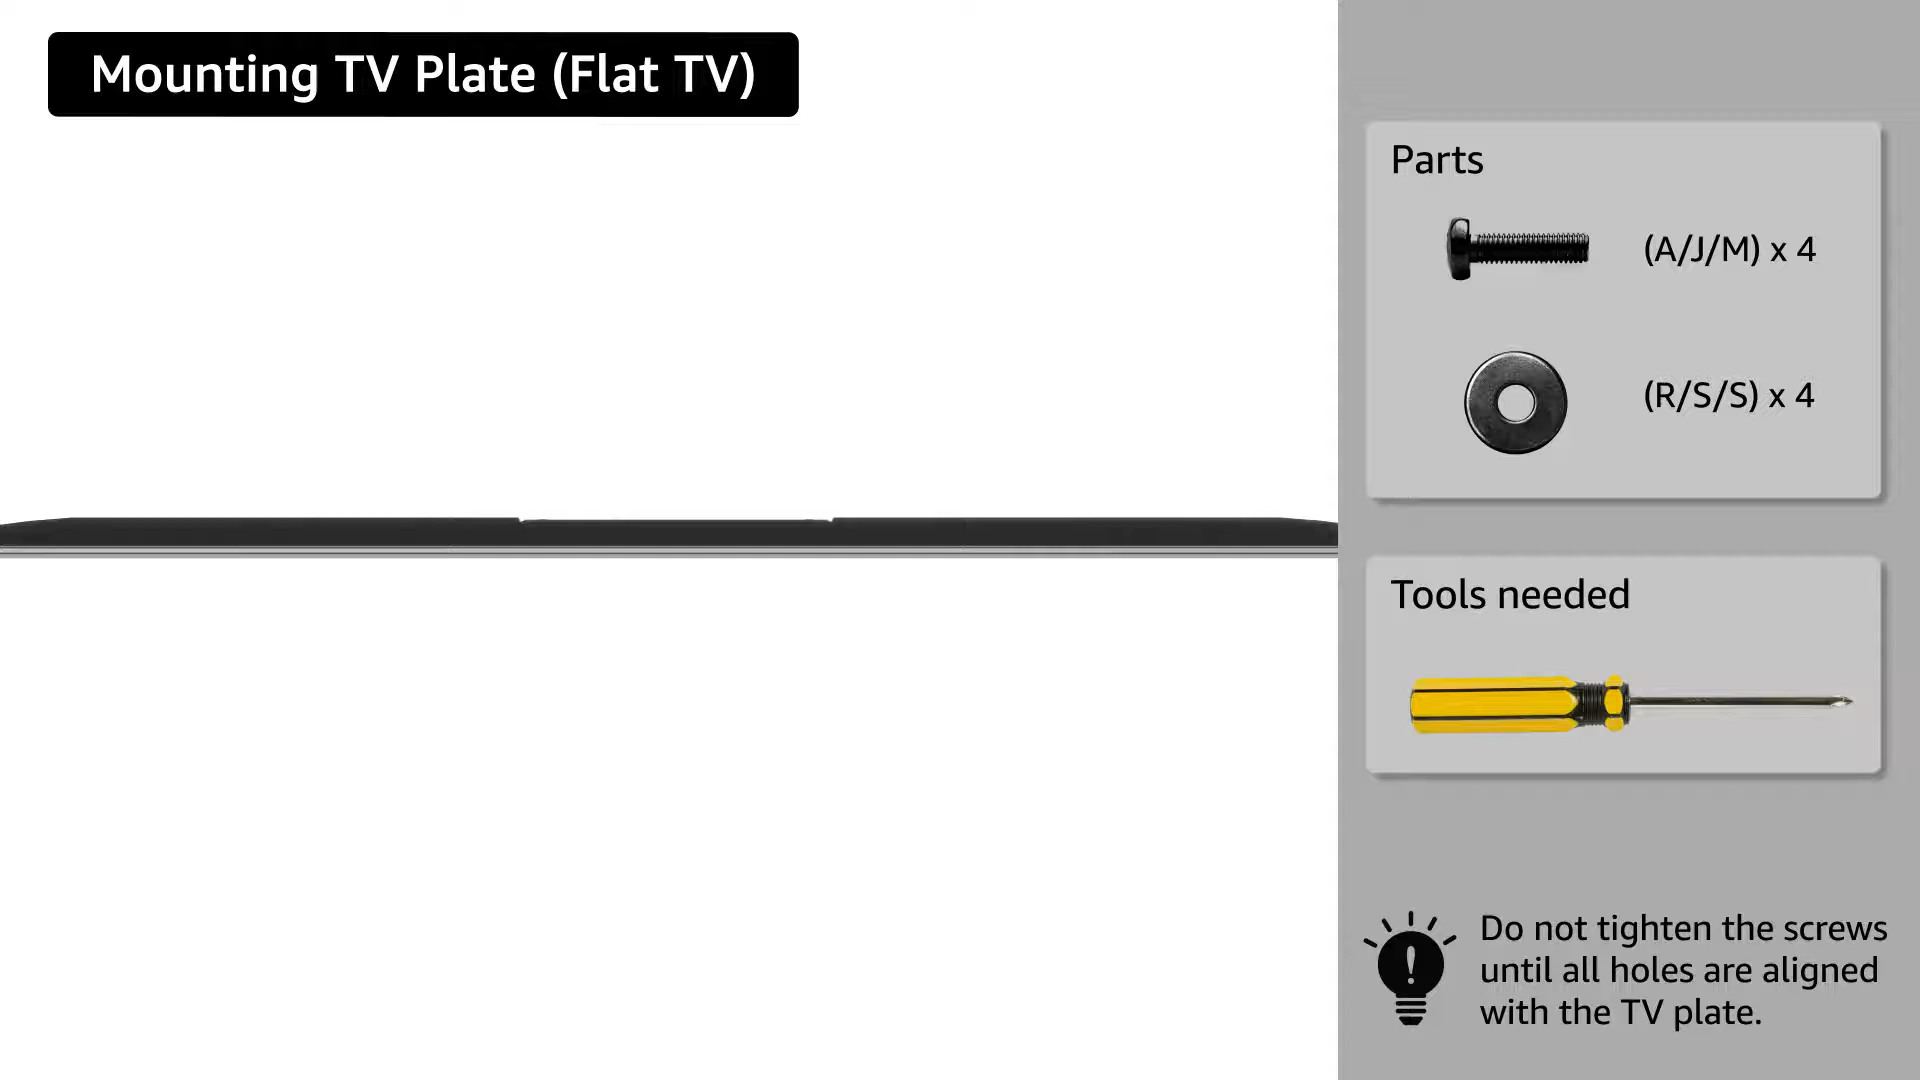 Mounting TV Plate (Flat TV)
Parts
(A/J/M) x 4
(R/S/S) x 4
Tools needed
Do not tighten the screws
until all holes are aligned
with the TV plate.